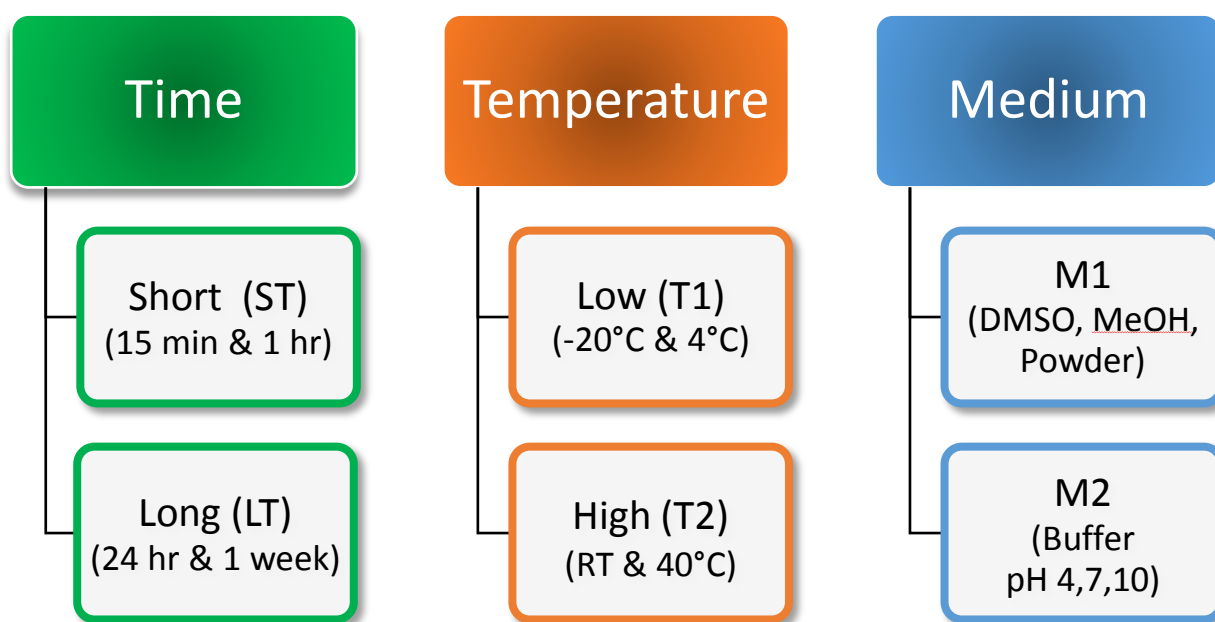 Time
Short (ST)
(15 min & 1 hr)
Long (LT)
(24 hr & 1 week)
Temperature
Low (T1)
(-20°C & 4°C)
High (T2)
(RT & 40°C)
Medium
M1
(DMSO, MeOH,
Powder)
M2
(Buffer
pH 4,7,10)